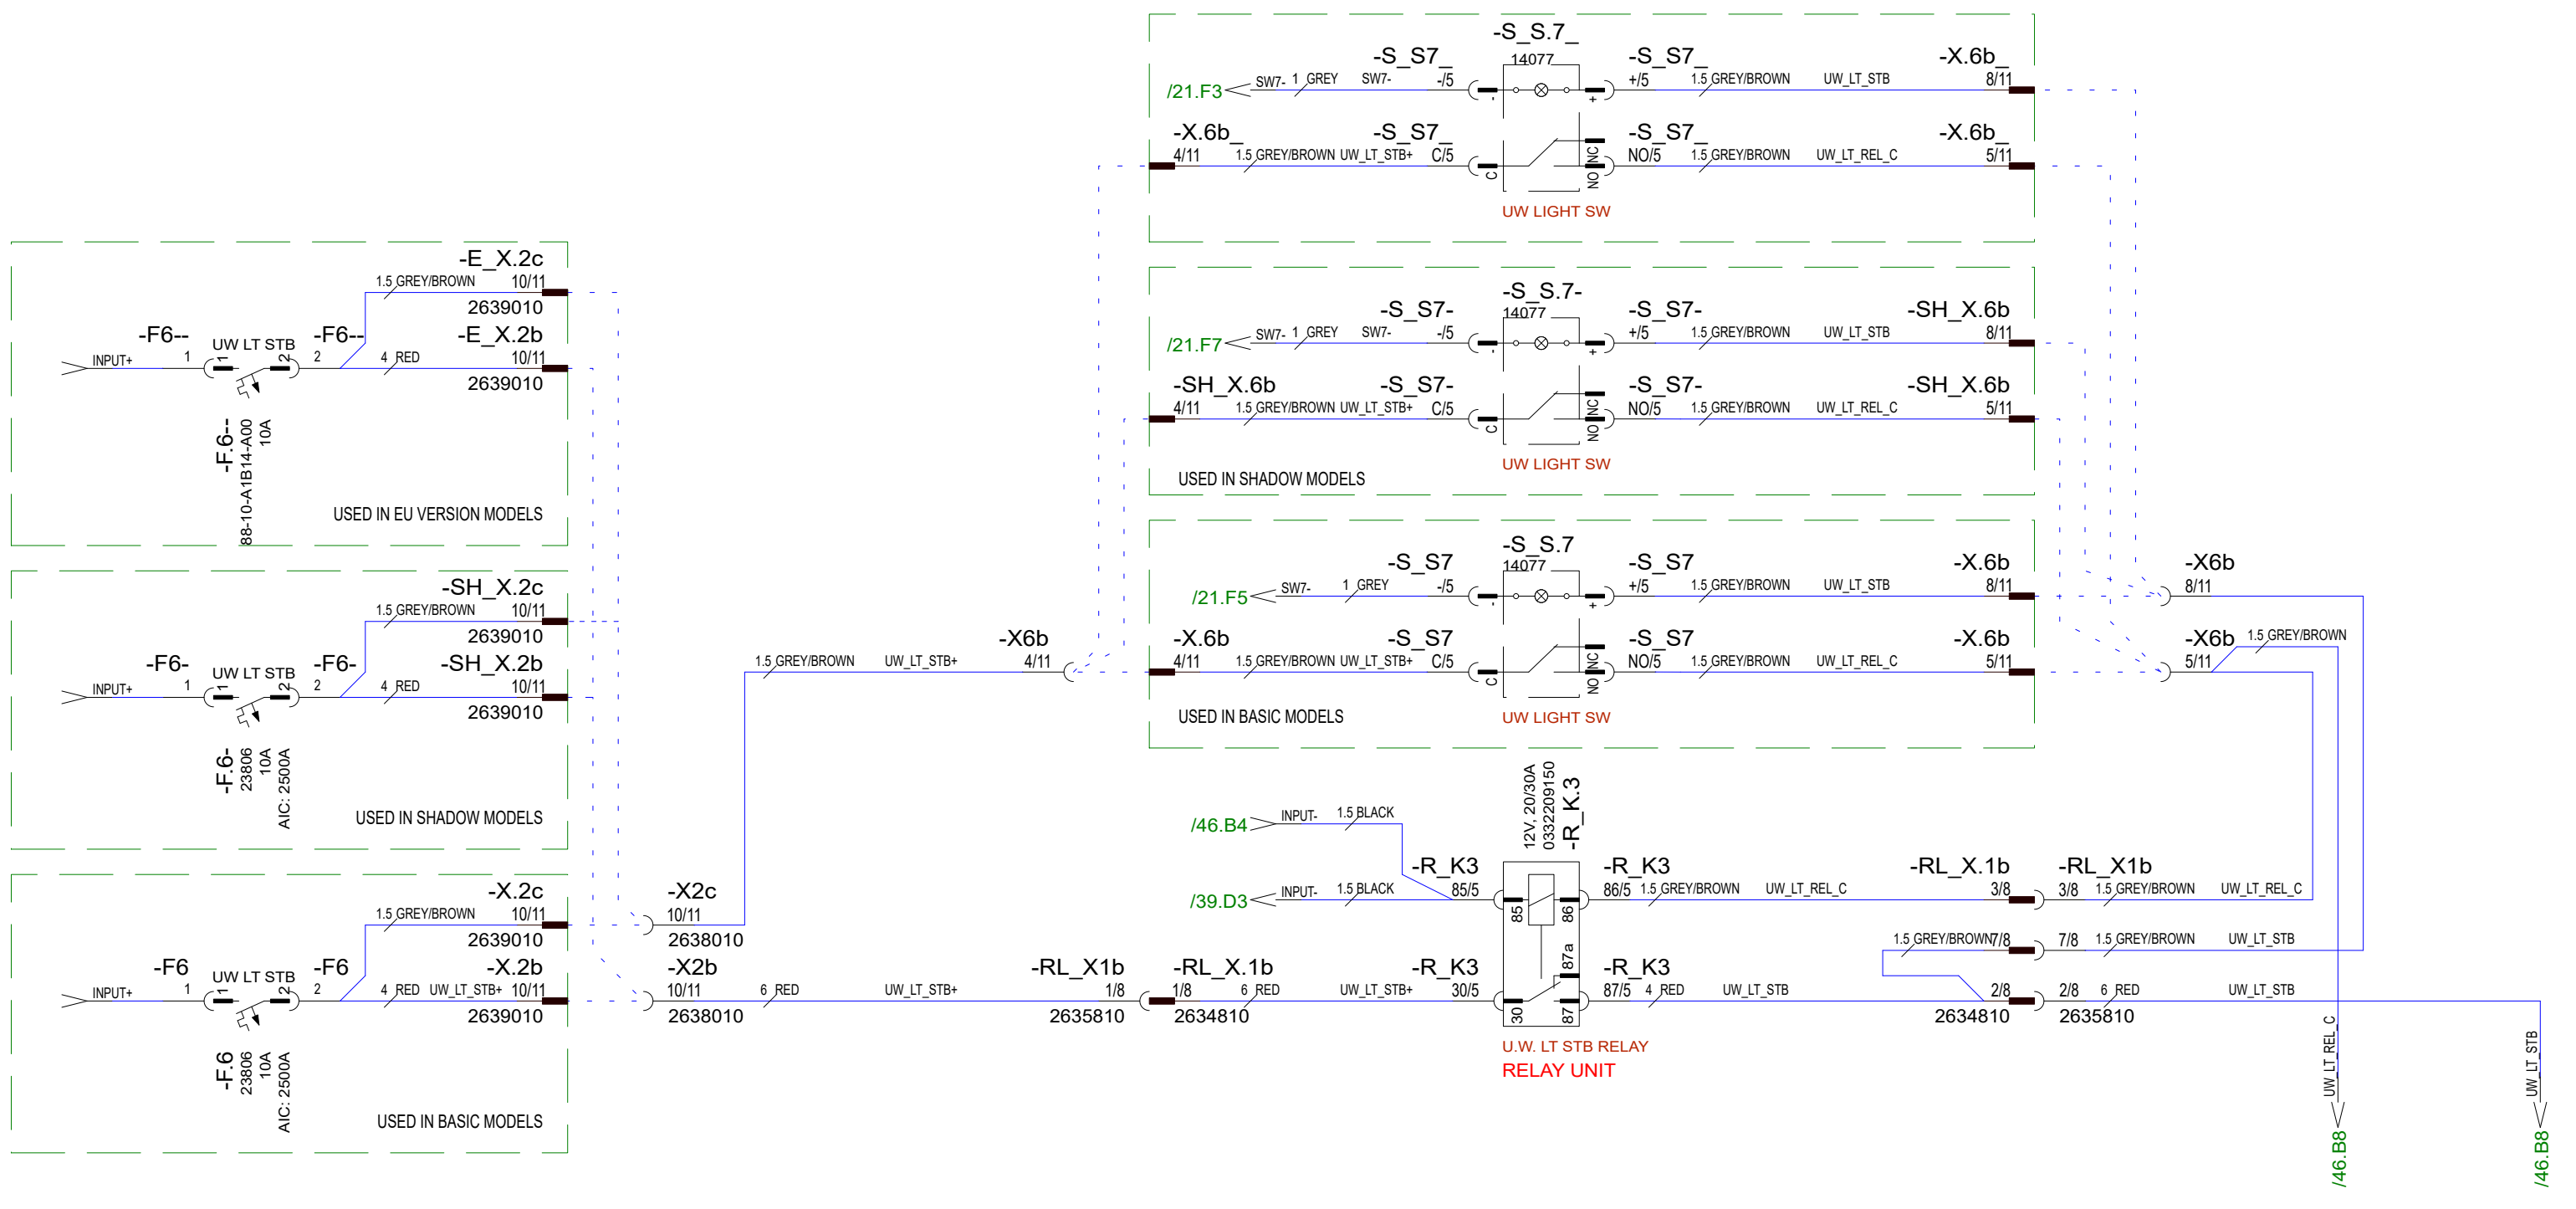 -S_S.7_
14077
-S_S7_
-/5
-S_S7_
+/5
-X.6b_
8/11
/21.F3
SW7-
1 GREY
SW7-
-
+
1.5 GREY/BROWN
UW_LT_STB
-X.6b_
4/11
1.5 GREY/BROWN
UW_LT_STB+
-S_S7_
C/5
C
NO
NC
-S_S7_
NO/5
1.5 GREY/BROWN
UW_LT_REL_C
-X.6b_
5/11
UW LIGHT SW
-S_S.7-
14077
-S_S7-
-/5
-S_S7-
+/5
-SH_X.6b
8/11
/21.F7
SW7-
1 GREY
SW7-
-
+
1.5 GREY/BROWN
UW_LT_STB
-SH_X.6b
4/11
1.5 GREY/BROWN
UW_LT_STB+
-S_S7-
C/5
C
NO
NC
-S_S7-
NO/5
1.5 GREY/BROWN
UW_LT_REL_C
-SH_X.6b
5/11
UW LIGHT SW
USED IN SHADOW MODELS
-S_S.7
14077
-S_S7
-/5
-S_S7
+/5
-X.6b
8/11
/21.F5
SW7-
1 GREY
-
+
1.5 GREY/BROWN
UW_LT_STB
-X.6b
4/11
1.5 GREY/BROWN
UW_LT_STB+
-S_S7
C/5
C
NO
NC
-S_S7
NO/5
1.5 GREY/BROWN
UW_LT_REL_C
-X.6b
5/11
UW LIGHT SW
USED IN BASIC MODELS
-E_X.2c
10/11
1.5 GREY/BROWN
2639010
-F6--
1
INPUT+
UW LT STB
1
2
-F6--
2
4 RED
-E_X.2b
10/11
2639010
-F.6--
88-10-A1B14-A00
10A
USED IN EU VERSION MODELS
-SH_X.2c
10/11
1.5 GREY/BROWN
2639010
-F6-
1
INPUT+
UW LT STB
1
2
-F6-
2
4 RED
-SH_X.2b
10/11
2639010
-F.6-
23806
10A
AIC: 2500A
USED IN SHADOW MODELS
-X.2c
10/11
1.5 GREY/BROWN
2639010
-F6
1
INPUT+
UW LT STB
1
2
-F6
2
4 RED
UW_LT_STB+
-X.2b
10/11
2639010
-F.6
23806
10A
AIC: 2500A
USED IN BASIC MODELS
-X2c
10/11
2638010
-X2b
10/11
2638010
1.5 GREY/BROWN
UW_LT_STB+
-X6b
4/11
6 RED
UW_LT_STB+
-RL_X1b
1/8
2635810
-RL_X.1b
1/8
2634810
6 RED
UW_LT_STB+
-R_K3
30/5
/46.B4
INPUT-
1.5 BLACK
/39.D3
INPUT-
1.5 BLACK
-R_K3
85/5
12V, 20/30A
0332209150
-R_K.3
85
86
87a
30
87
U.W. LT STB RELAY
RELAY UNIT
-R_K3
86/5
1.5 GREY/BROWN
UW_LT_REL_C
-RL_X.1b
3/8
-RL_X1b
3/8
1.5 GREY/BROWN
UW_LT_REL_C
1.5 GREY/BROWN
7/8
7/8
1.5 GREY/BROWN
UW_LT_STB
-R_K3
87/5
4 RED
UW_LT_STB
2/8
2634810
2/8
2635810
6 RED
UW_LT_STB
-X6b
8/11
-X6b
5/11
1.5 GREY/BROWN
UW_LT_REL_C
/46.B8
UW_LT_STB
/46.B8